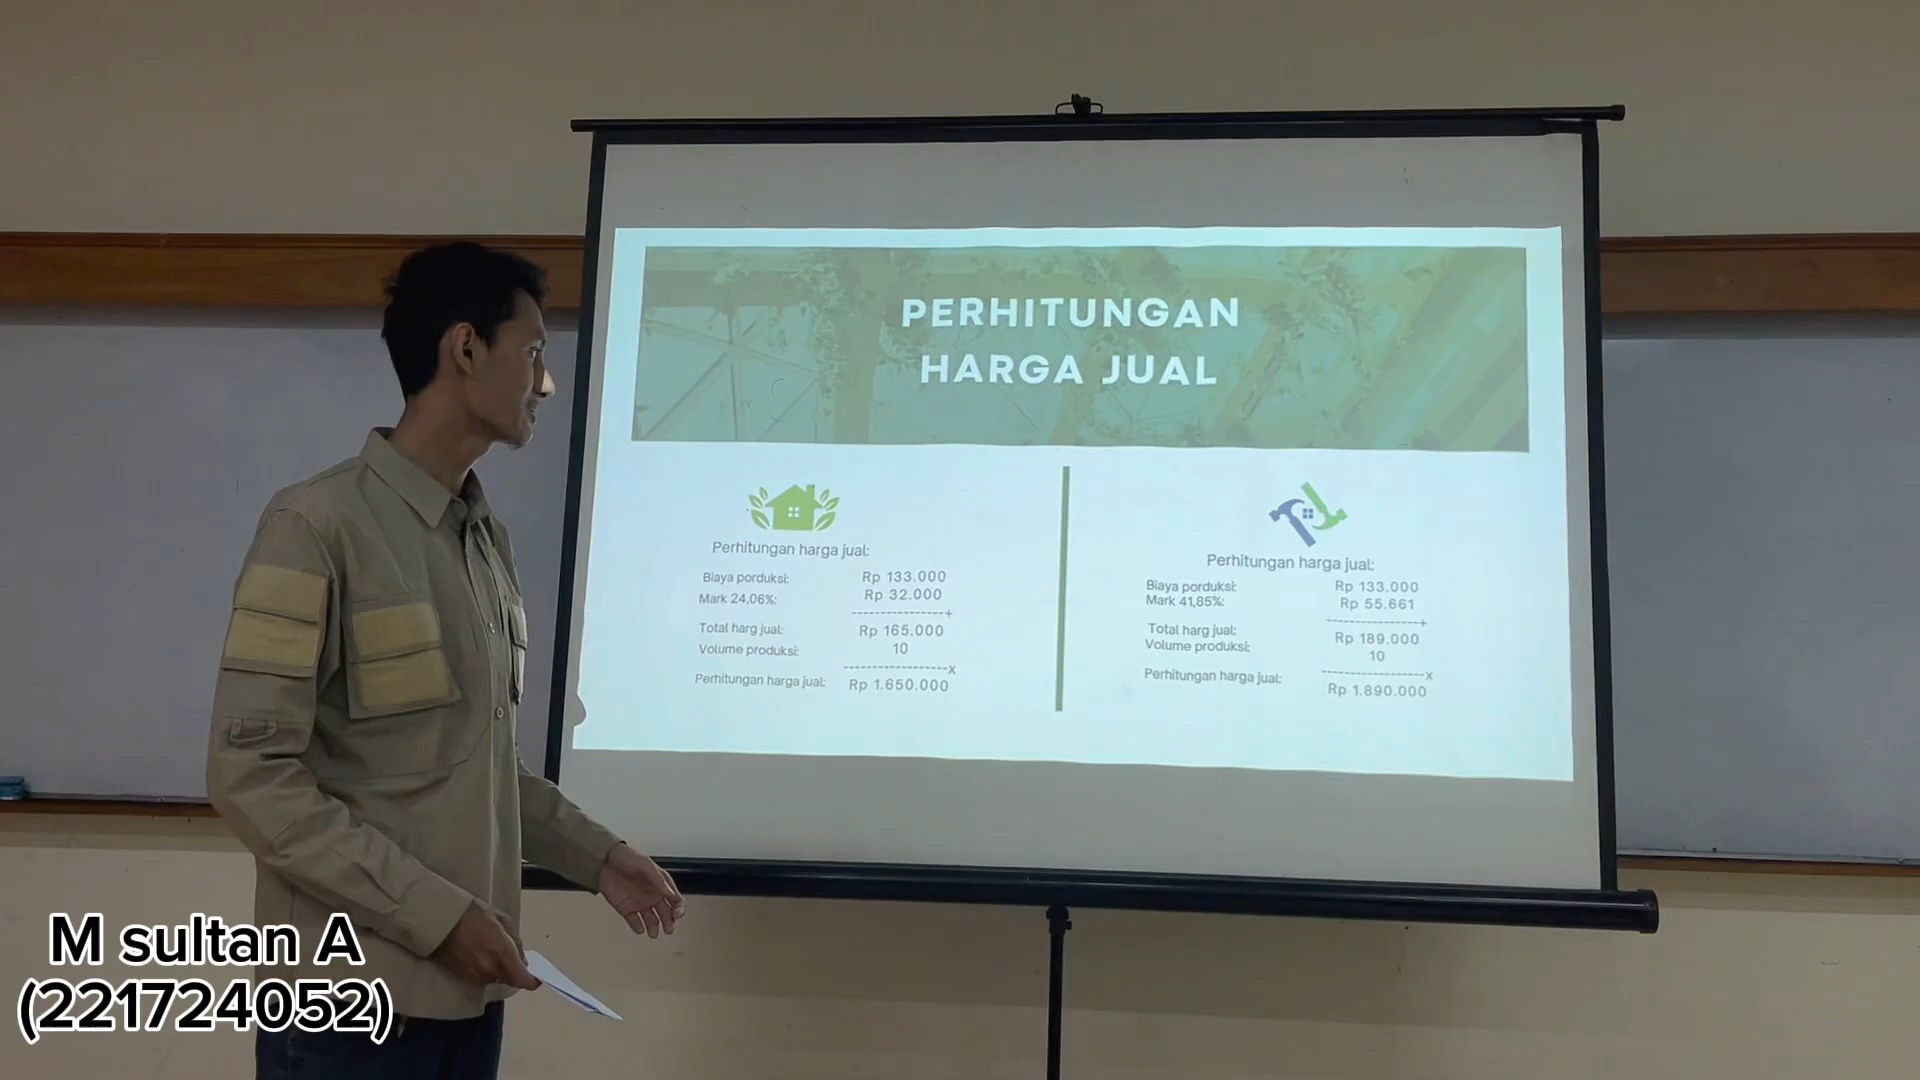 PERHITUNGAN
HARGA JUAL
Perhitungan harga jual:
Biaya porduksi: Rp 133.000
Mark 24,06%: Rp 32.000
-------------------+
Total harg jual: Rp 165.000
Volume produksi: 10
-------------------x
Perhitungan harga jual: Rp 1.650.000
Perhitungan harga jual:
Biaya porduksi: Rp 133.000
Mark 41,85%: Rp 55.661
-------------------+
Total harg jual: Rp 189.000
Volume produksi: 10
-------------------x
Perhitungan harga jual: Rp 1.890.000
M sultan A
(221724052)